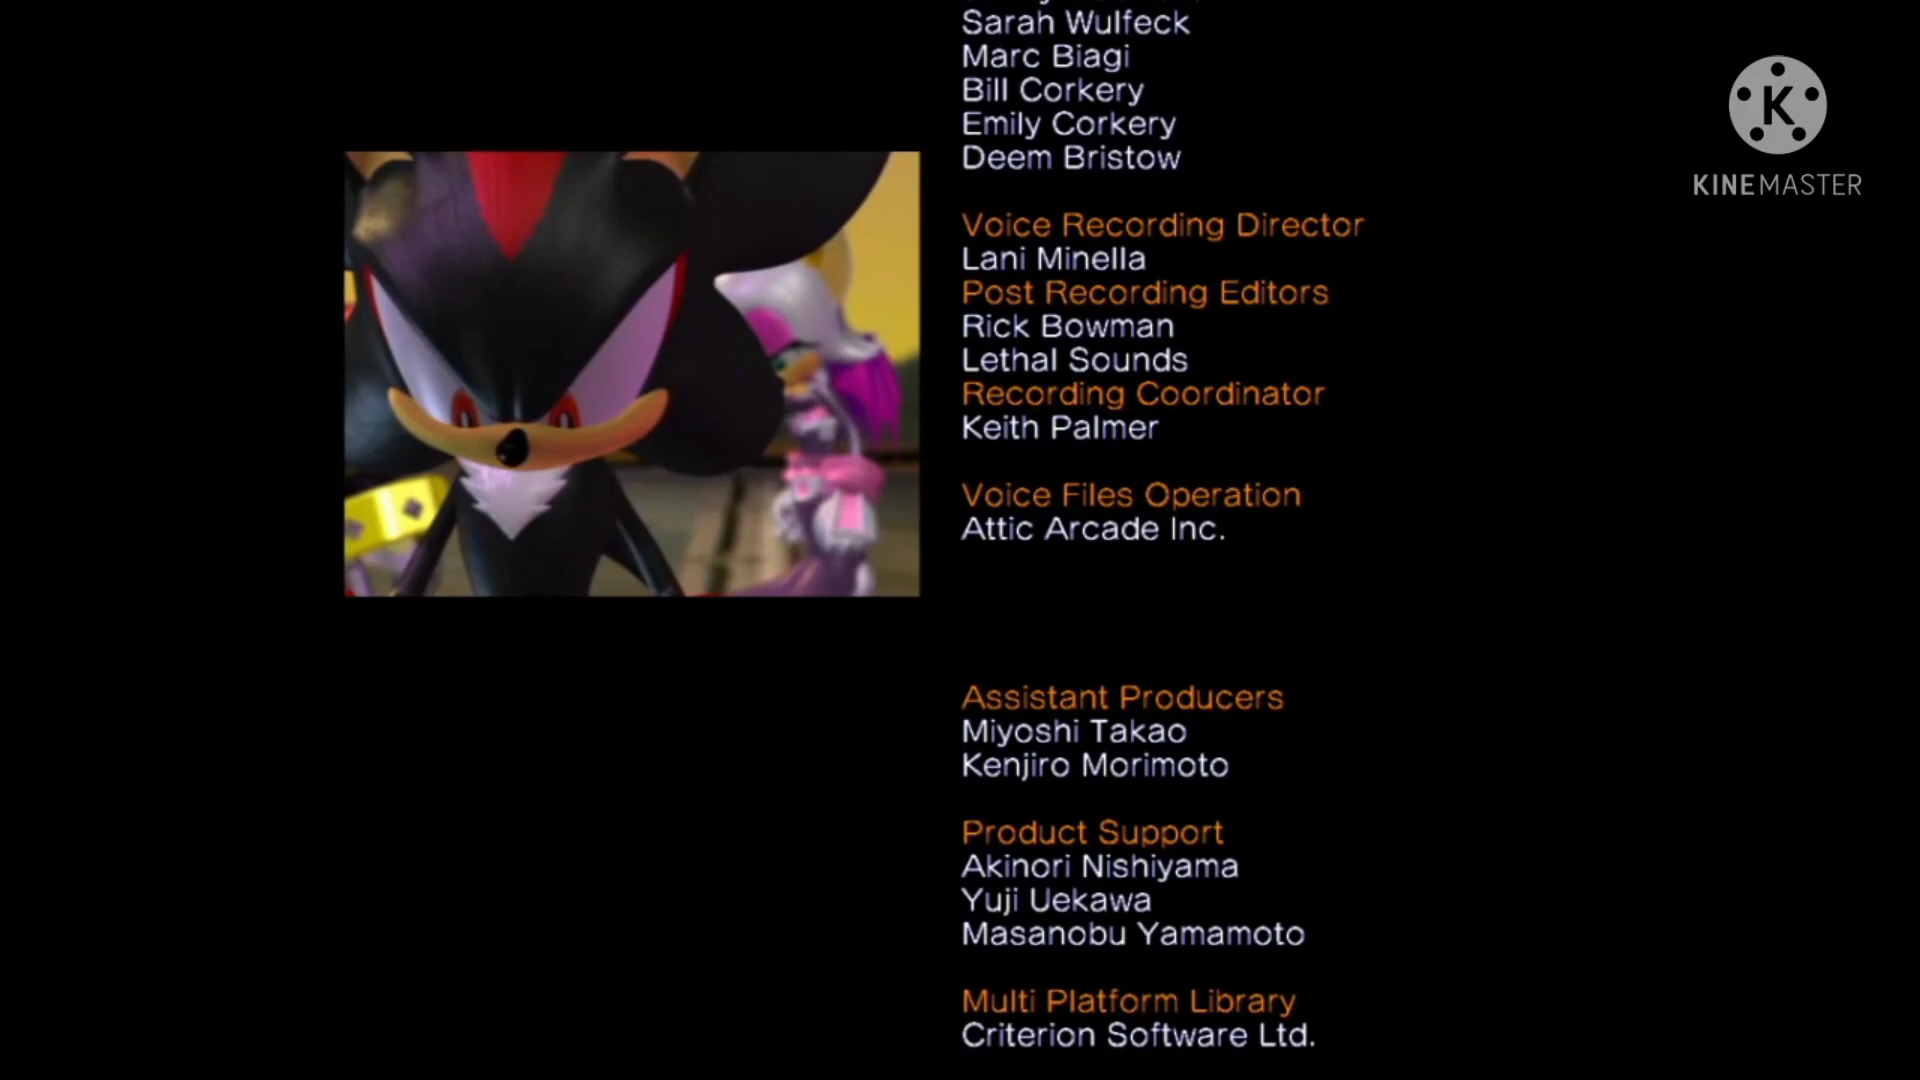 Sarah Wulfeck
Marc Biagi
Bill Corkery
Emily Corkery
Deem Bristow
Voice Recording Director
Lani Minella
Post Recording Editors
Rick Bowman
Lethal Sounds
Recording Coordinator
Keith Palmer
Voice Files Operation
Attic Arcade Inc.
Assistant Producers
Miyoshi Takao
Kenjiro Morimoto
Product Support
Akinori Nishiyama
Yuji Uekawa
Masanobu Yamamoto
Multi Platform Library
Criterion Software Ltd.
K
KINEMASTER